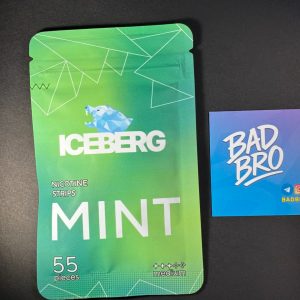 ICEBERG
NICOTINE
STRIPS
MINT
55
pieces
medium
BAD
BRO